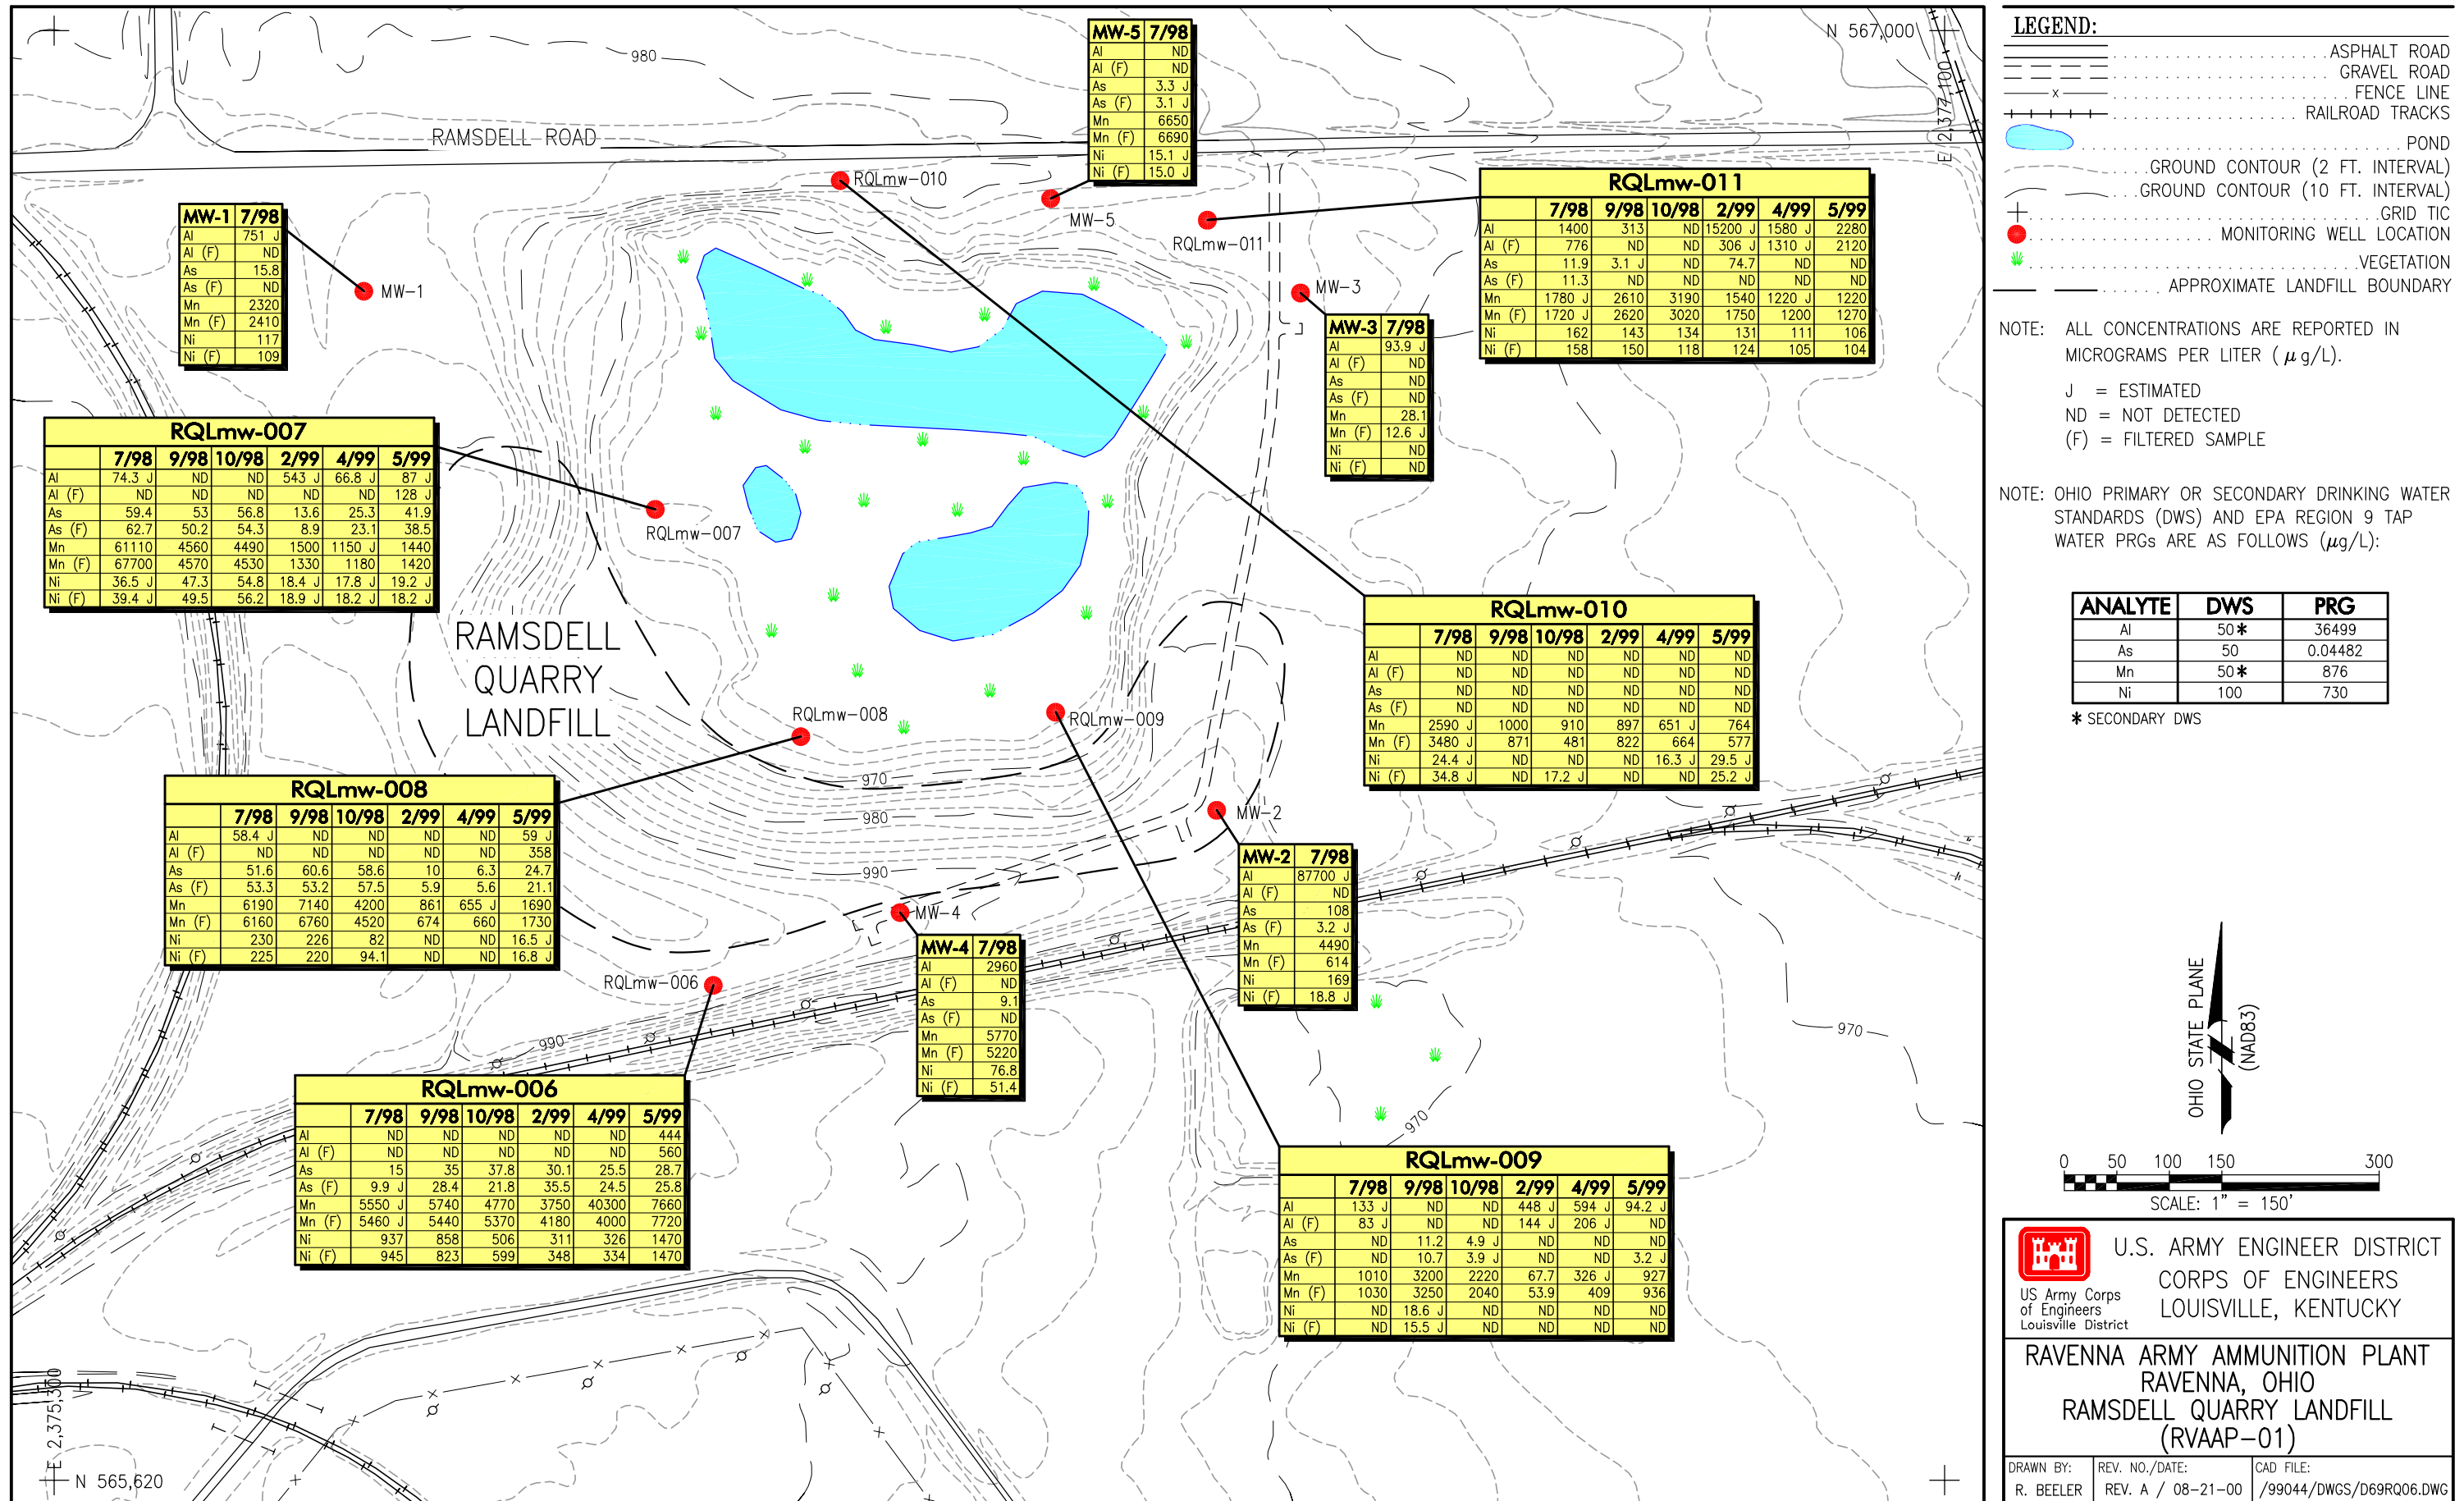 980
N 567,000
E 2,377,100
RAMSDELL ROAD
MW-5 7/98
Al ND
Al (F) ND
As 3.3 J
As (F) 3.1 J
Mn 6650
Mn (F) 6690
Ni 15.1 J
Ni (F) 15.0 J
RQLmw-010
MW-5
RQLmw-011
RQLmw-011
7/98 9/98 10/98 2/99 4/99 5/99
Al 1400 313 ND 15200 J 1580 J 2280
Al (F) 776 ND ND 306 J 1310 J 2120
As 11.9 3.1 J ND 74.7 ND ND
As (F) 11.3 ND ND ND ND ND
Mn 1780 J 2610 3190 1540 1220 J 1220
Mn (F) 1720 J 2620 3020 1750 1200 1270
Ni 162 143 134 131 111 106
Ni (F) 158 150 118 124 105 104
MW-1 7/98
Al 751 J
Al (F) ND
As 15.8
As (F) ND
Mn 2320
Mn (F) 2410
Ni 117
Ni (F) 109
MW-1
MW-3
MW-3 7/98
Al 93.9 J
Al (F) ND
As ND
As (F) ND
Mn 28.1
Mn (F) 12.6 J
Ni ND
Ni (F) ND
RQLmw-007
7/98 9/98 10/98 2/99 4/99 5/99
Al 74.3 J ND ND 543 J 66.8 J 87 J
Al (F) ND ND ND ND ND 128 J
As 59.4 53 56.8 13.6 25.3 41.9
As (F) 62.7 50.2 54.3 8.9 23.1 38.5
Mn 61110 4560 4490 1500 1150 J 1440
Mn (F) 67700 4570 4530 1330 1180 1420
Ni 36.5 J 47.3 54.8 18.4 J 17.8 J 19.2 J
Ni (F) 39.4 J 49.5 56.2 18.9 J 18.2 J 18.2 J
RQLmw-007
RAMSDELL
QUARRY
LANDFILL
RQLmw-010
7/98 9/98 10/98 2/99 4/99 5/99
Al ND ND ND ND ND ND
Al (F) ND ND ND ND ND ND
As ND ND ND ND ND ND
As (F) ND ND ND ND ND ND
Mn 2590 J 1000 910 897 651 J 764
Mn (F) 3480 J 871 481 822 664 577
Ni 24.4 J ND ND ND 16.3 J 29.5 J
Ni (F) 34.8 J ND 17.2 J ND ND 25.2 J
RQLmw-008
RQLmw-009
970
980
990
RQLmw-008
7/98 9/98 10/98 2/99 4/99 5/99
Al 58.4 J ND ND ND ND 59 J
Al (F) ND ND ND ND ND 358
As 51.6 60.6 58.6 10 6.3 24.7
As (F) 53.3 53.2 57.5 5.9 5.6 21.1
Mn 6190 7140 4200 861 655 J 1690
Mn (F) 6160 6760 4520 674 660 1730
Ni 230 226 82 ND ND 16.5 J
Ni (F) 225 220 94.1 ND ND 16.8 J
MW-2
MW-2 7/98
Al 87700 J
Al (F) ND
As 108
As (F) 3.2 J
Mn 4490
Mn (F) 614
Ni 169
Ni (F) 18.8 J
MW-4
MW-4 7/98
Al 2960
Al (F) ND
As 9.1
As (F) ND
Mn 5770
Mn (F) 5220
Ni 76.8
Ni (F) 51.4
RQLmw-006
990
970
970
RQLmw-006
7/98 9/98 10/98 2/99 4/99 5/99
Al ND ND ND ND ND 444
Al (F) ND ND ND ND ND 560
As 15 35 37.8 30.1 25.5 28.7
As (F) 9.9 J 28.4 21.8 35.5 24.5 25.8
Mn 5550 J 5740 4770 3750 40300 7660
Mn (F) 5460 J 5440 5370 4180 4000 7720
Ni 937 858 506 311 326 1470
Ni (F) 945 823 599 348 334 1470
RQLmw-009
7/98 9/98 10/98 2/99 4/99 5/99
Al 133 J ND ND 448 J 594 J 94.2 J
Al (F) 83 J ND ND 144 J 206 J ND
As ND 11.2 4.9 J ND ND ND
As (F) ND 10.7 3.9 J ND ND 3.2 J
Mn 1010 3200 2220 67.7 326 J 927
Mn (F) 1030 3250 2040 53.9 409 936
Ni ND 18.6 J ND ND ND ND
Ni (F) ND 15.5 J ND ND ND ND
E 2,375,300
N 565,620
LEGEND:
ASPHALT ROAD
GRAVEL ROAD
FENCE LINE
RAILROAD TRACKS
POND
GROUND CONTOUR (2 FT. INTERVAL)
GROUND CONTOUR (10 FT. INTERVAL)
GRID TIC
MONITORING WELL LOCATION
VEGETATION
APPROXIMATE LANDFILL BOUNDARY
NOTE: ALL CONCENTRATIONS ARE REPORTED IN
MICROGRAMS PER LITER (μg/L).
J = ESTIMATED
ND = NOT DETECTED
(F) = FILTERED SAMPLE
NOTE: OHIO PRIMARY OR SECONDARY DRINKING WATER
STANDARDS (DWS) AND EPA REGION 9 TAP
WATER PRGs ARE AS FOLLOWS (μg/L):
ANALYTE DWS PRG
Al 50* 36499
As 50 0.04482
Mn 50* 876
Ni 100 730
* SECONDARY DWS
OHIO STATE PLANE
(NAD83)
0 50 100 150 300
SCALE: 1" = 150'
US Army Corps
of Engineers
Louisville District
U.S. ARMY ENGINEER DISTRICT
CORPS OF ENGINEERS
LOUISVILLE, KENTUCKY
RAVENNA ARMY AMMUNITION PLANT
RAVENNA, OHIO
RAMSDELL QUARRY LANDFILL
(RVAAP-01)
DRAWN BY:
R. BEELER
REV. NO./DATE:
REV. A / 08-21-00
CAD FILE:
/99044/DWGS/D69RQ06.DWG